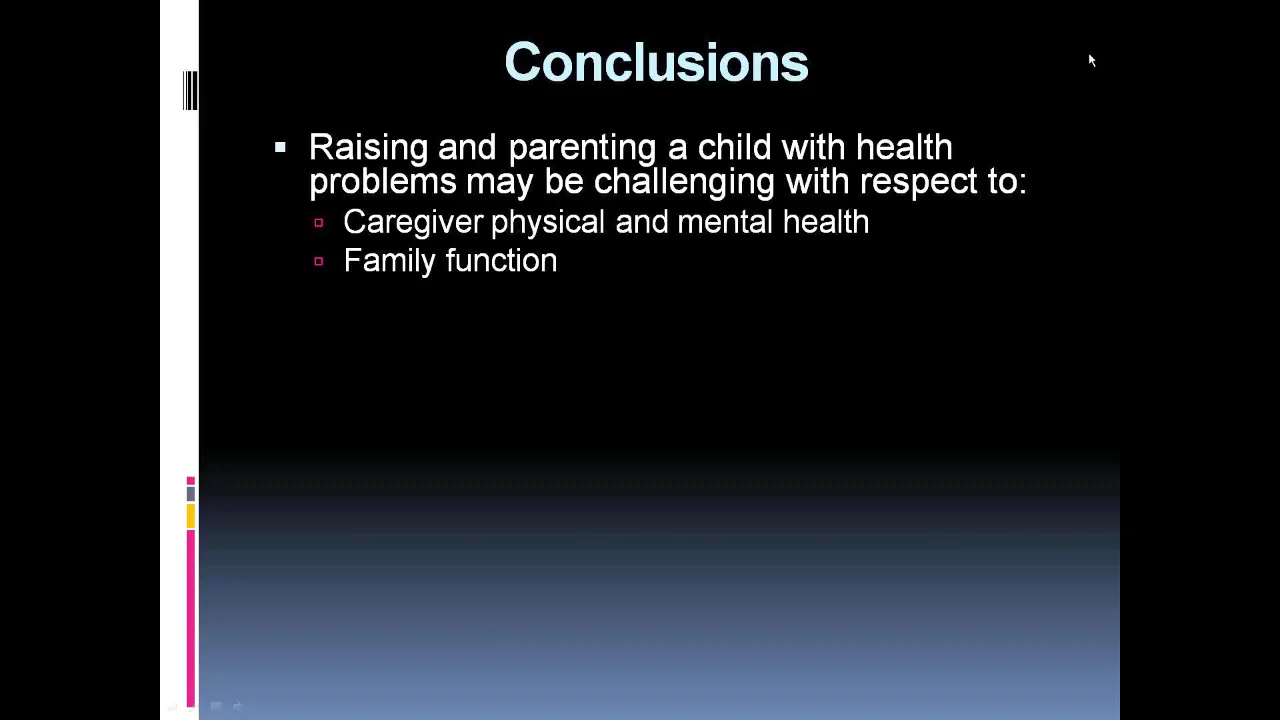 Conclusions
Raising and parenting a child with health
problems may be challenging with respect to:
Caregiver physical and mental health
Family function